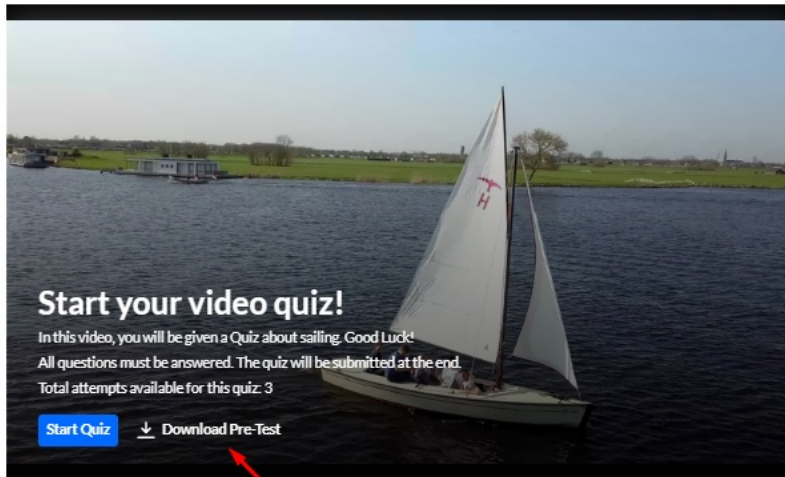 H
Start your video quiz!
In this video, you will be given a Quiz about sailing. Good Luck!
All questions must be answered. The quiz will be submitted at the end.
Total attempts available for this quiz: 3
Start Quiz
Download Pre-Test